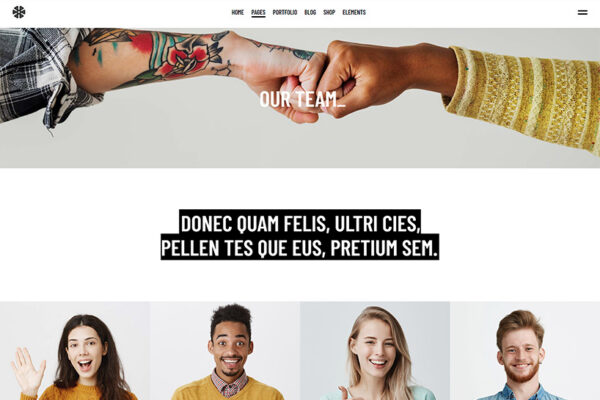 HOME PAGES PORTFOLIO BLOG SHOP ELEMENTS
OUR TEAM_
DONEC QUAM FELIS, ULTRI CIES,
PELLEN TES QUE EUS, PRETIUM SEM.